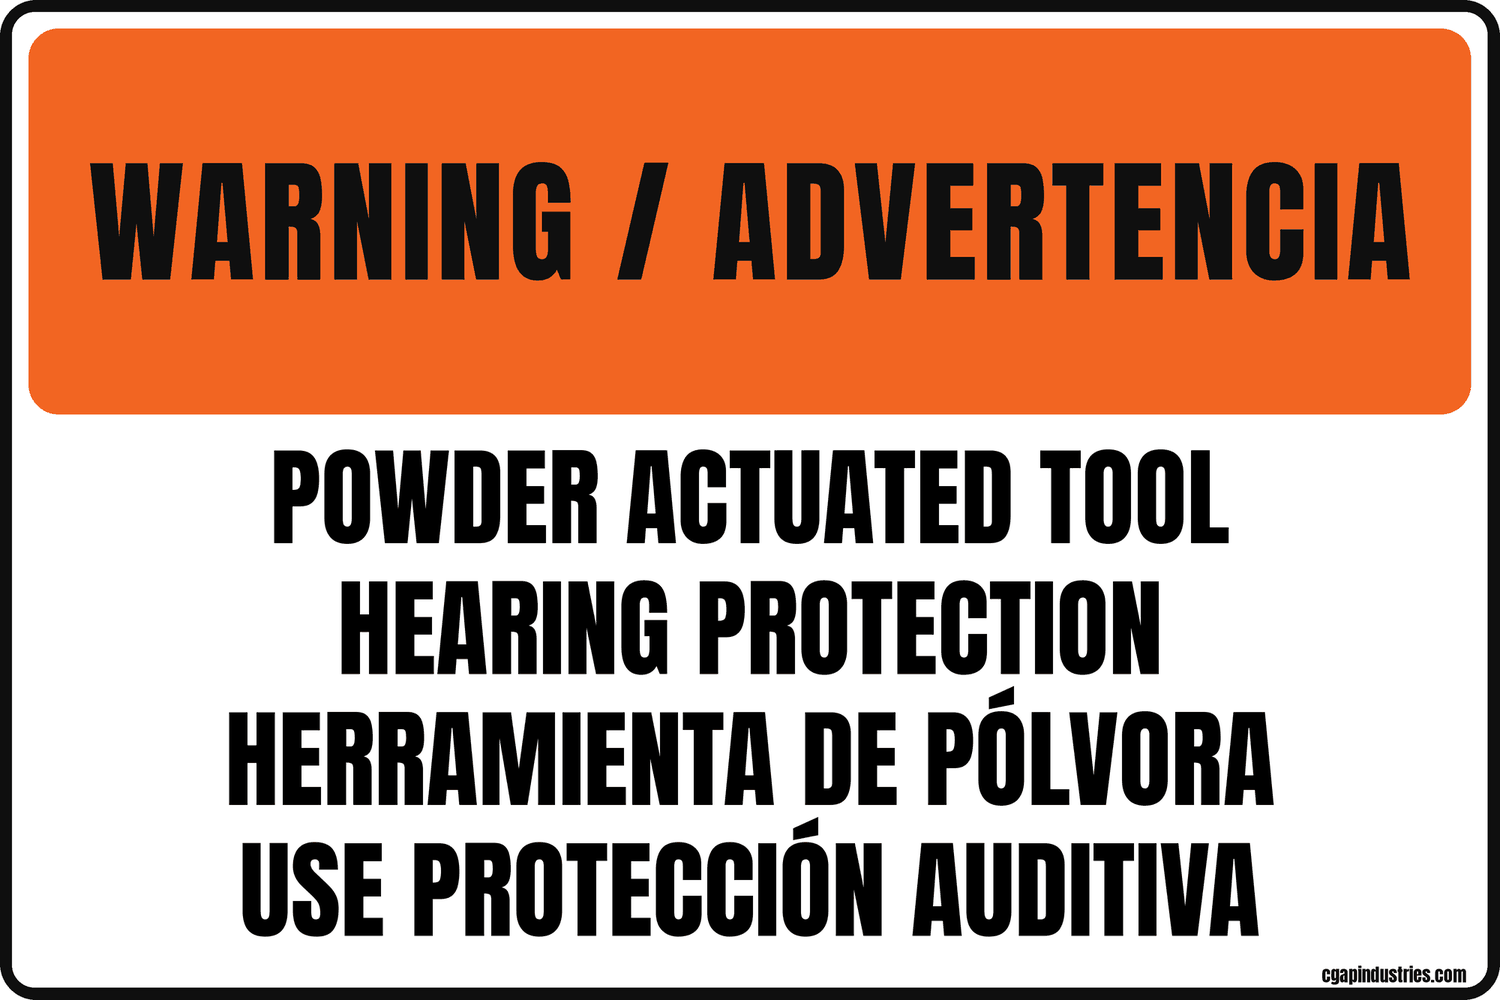 WARNING / ADVERTENCIA
POWDER ACTUATED TOOL
HEARING PROTECTION
HERRAMIENTA DE PÓLVORA
USE PROTECCIÓN AUDITIVA
cgapindustries.com